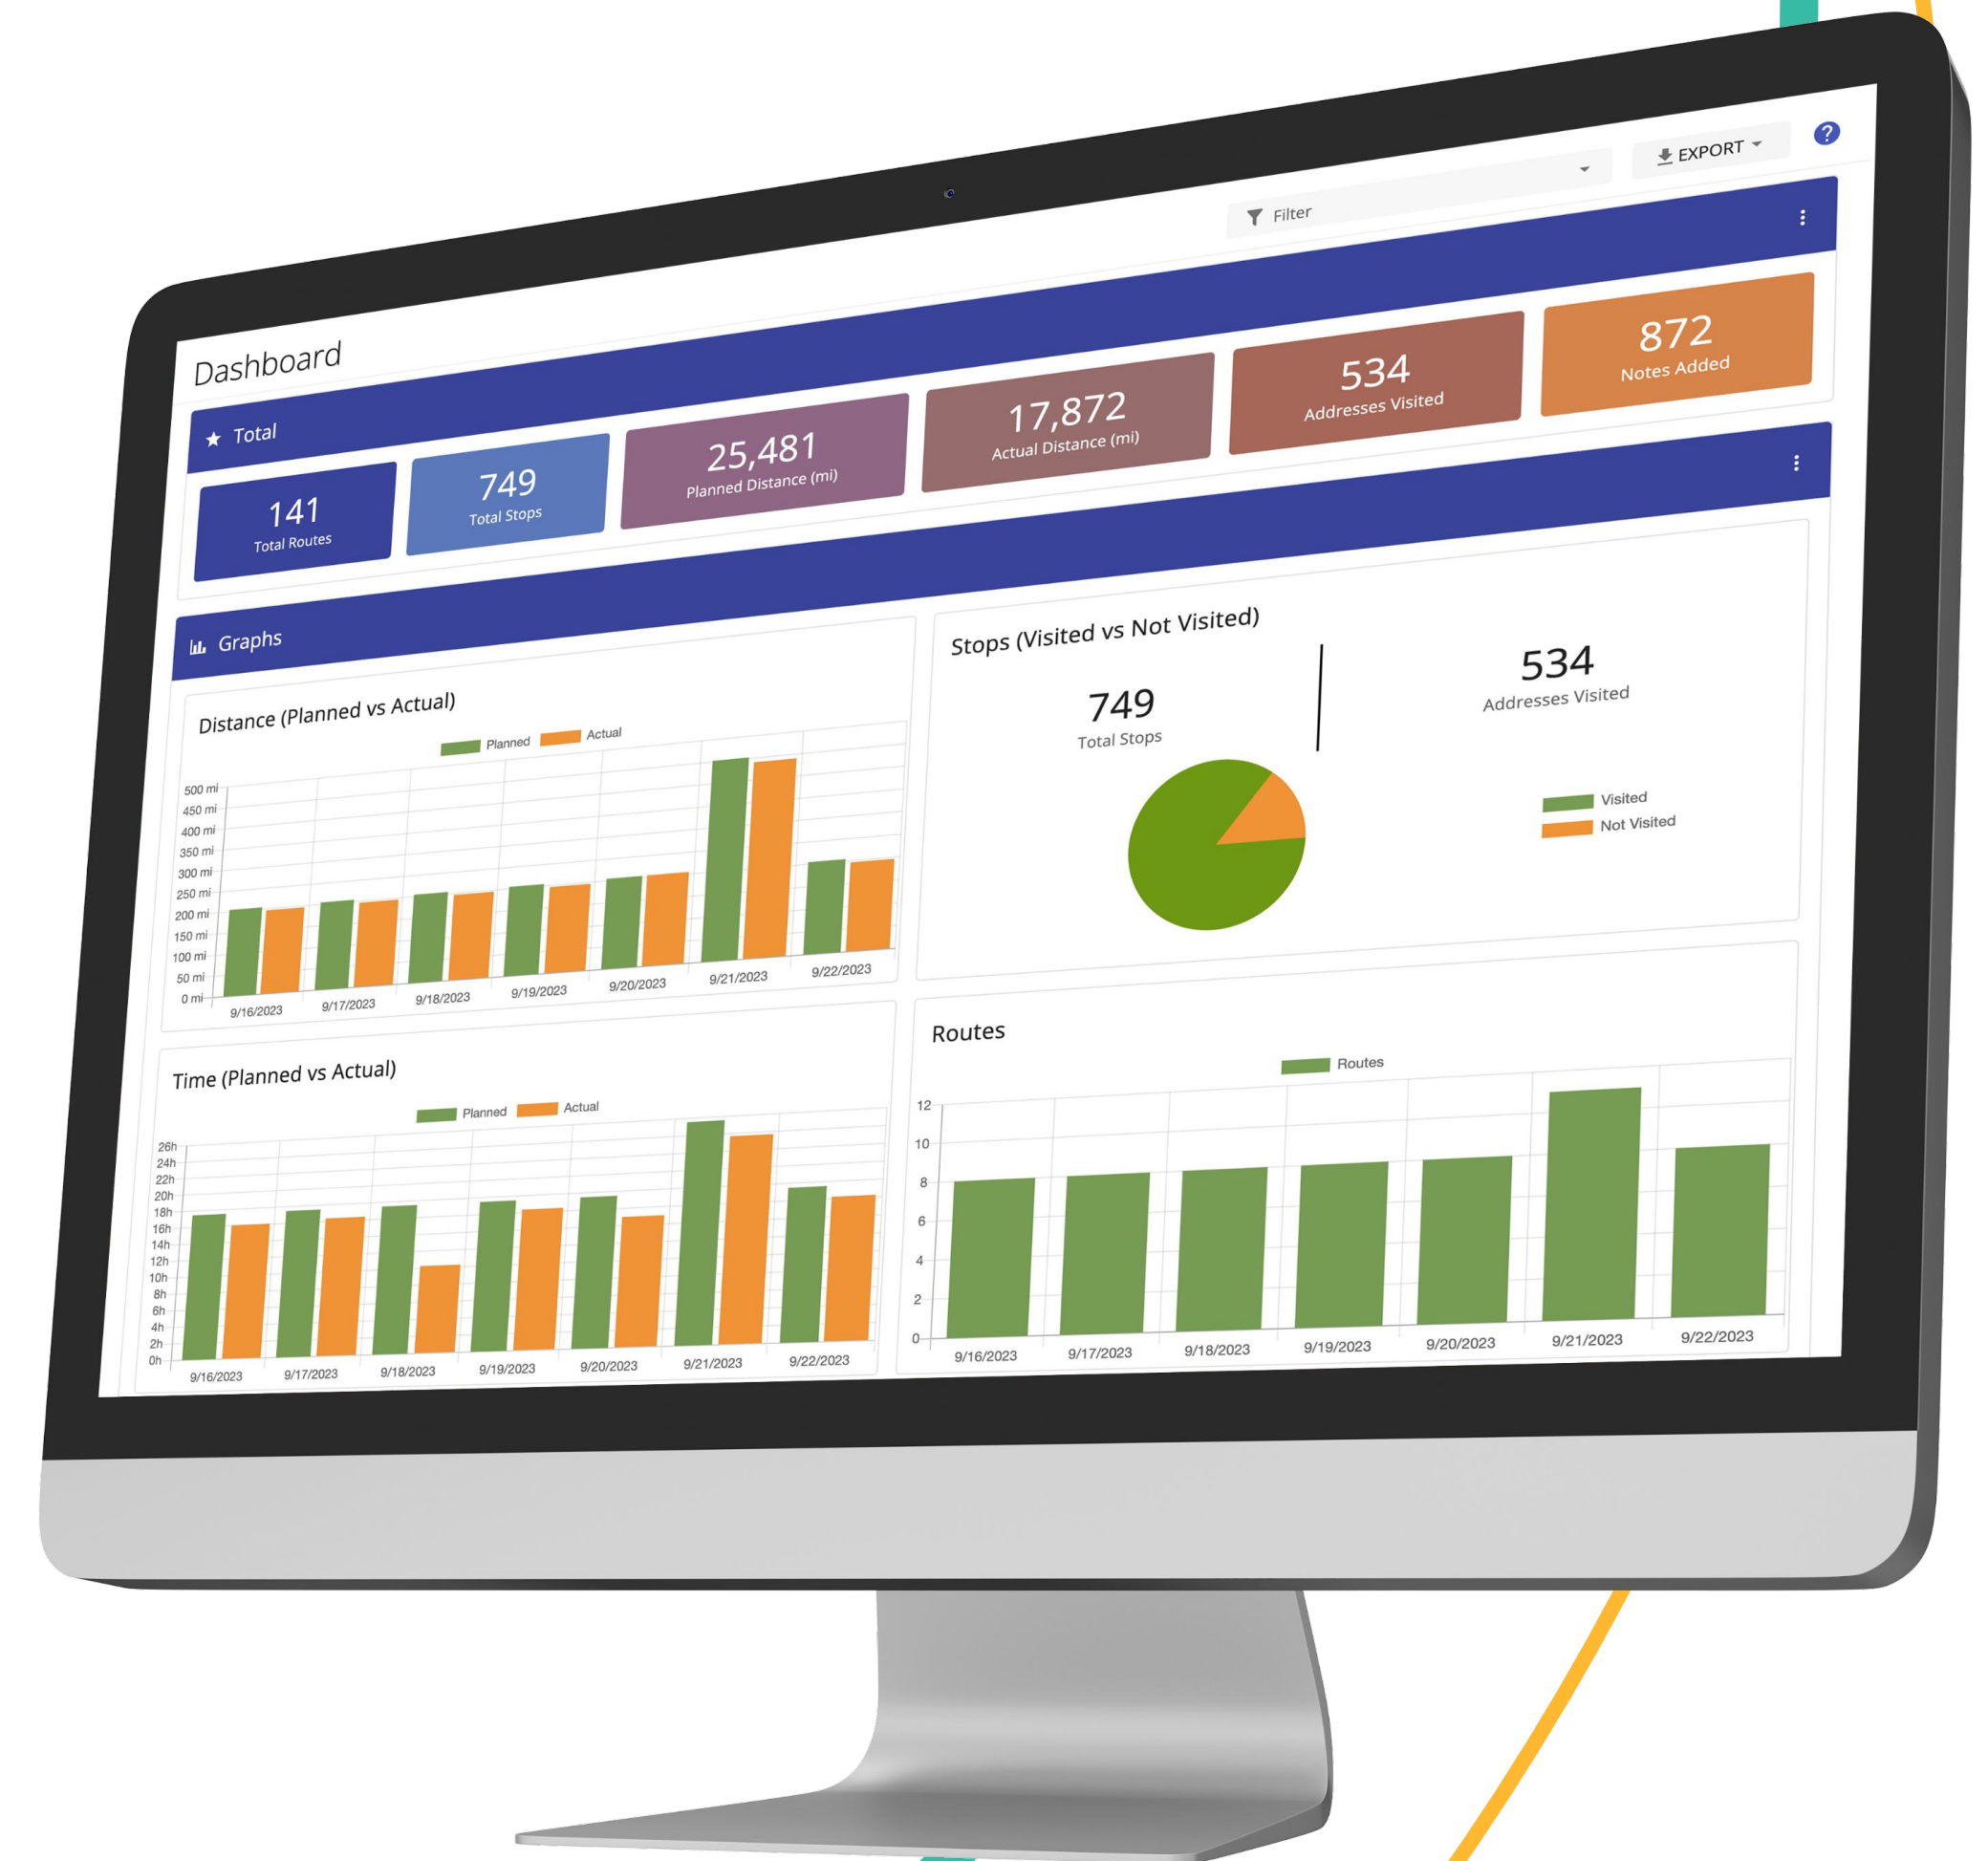 Dashboard
Filter
EXPORT
?
Total
141
Total Routes
749
Total Stops
25,481
Planned Distance (mi)
17,872
Actual Distance (mi)
534
Addresses Visited
872
Notes Added
Graphs
Distance (Planned vs Actual)
Planned Actual
500 mi
450 mi
400 mi
350 mi
300 mi
250 mi
200 mi
150 mi
100 mi
50 mi
0 mi
9/16/2023 9/17/2023 9/18/2023 9/19/2023 9/20/2023 9/21/2023 9/22/2023
Stops (Visited vs Not Visited)
749
Total Stops
534
Addresses Visited
Visited
Not Visited
Time (Planned vs Actual)
Planned Actual
26h
24h
22h
20h
18h
16h
14h
12h
10h
8h
6h
4h
2h
0h
9/16/2023 9/17/2023 9/18/2023 9/19/2023 9/20/2023 9/21/2023 9/22/2023
Routes
Routes
12
10
8
6
4
2
0
9/16/2023 9/17/2023 9/18/2023 9/19/2023 9/20/2023 9/21/2023 9/22/2023